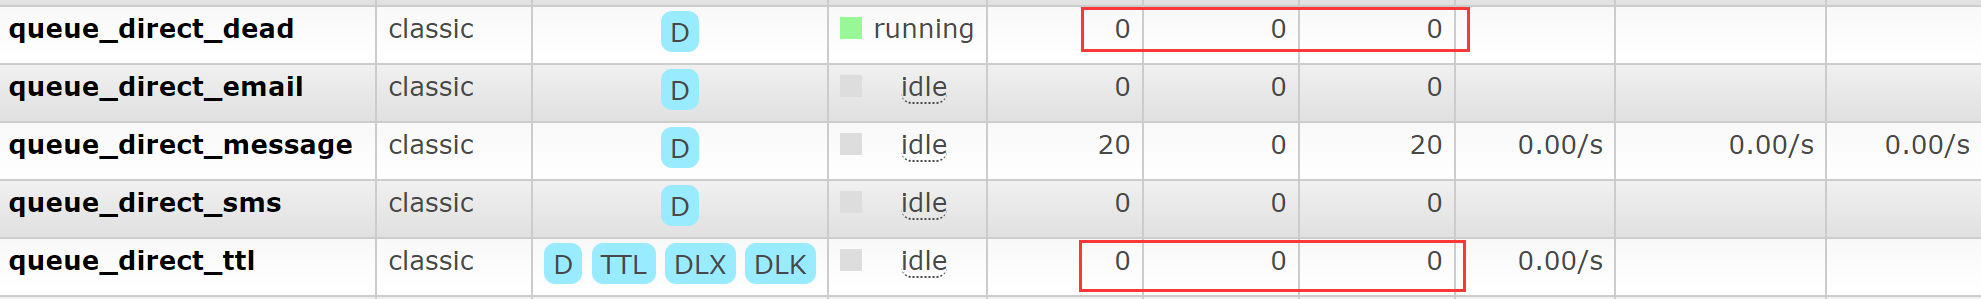 queue_direct_dead classic D running 0 0 0
queue_direct_email classic D idle 0 0 0
queue_direct_message classic D idle 20 0 20 0.00/s 0.00/s 0.00/s
queue_direct_sms classic D idle 0 0 0
queue_direct_ttl classic D TTL DLX DLK idle 0 0 0 0.00/s